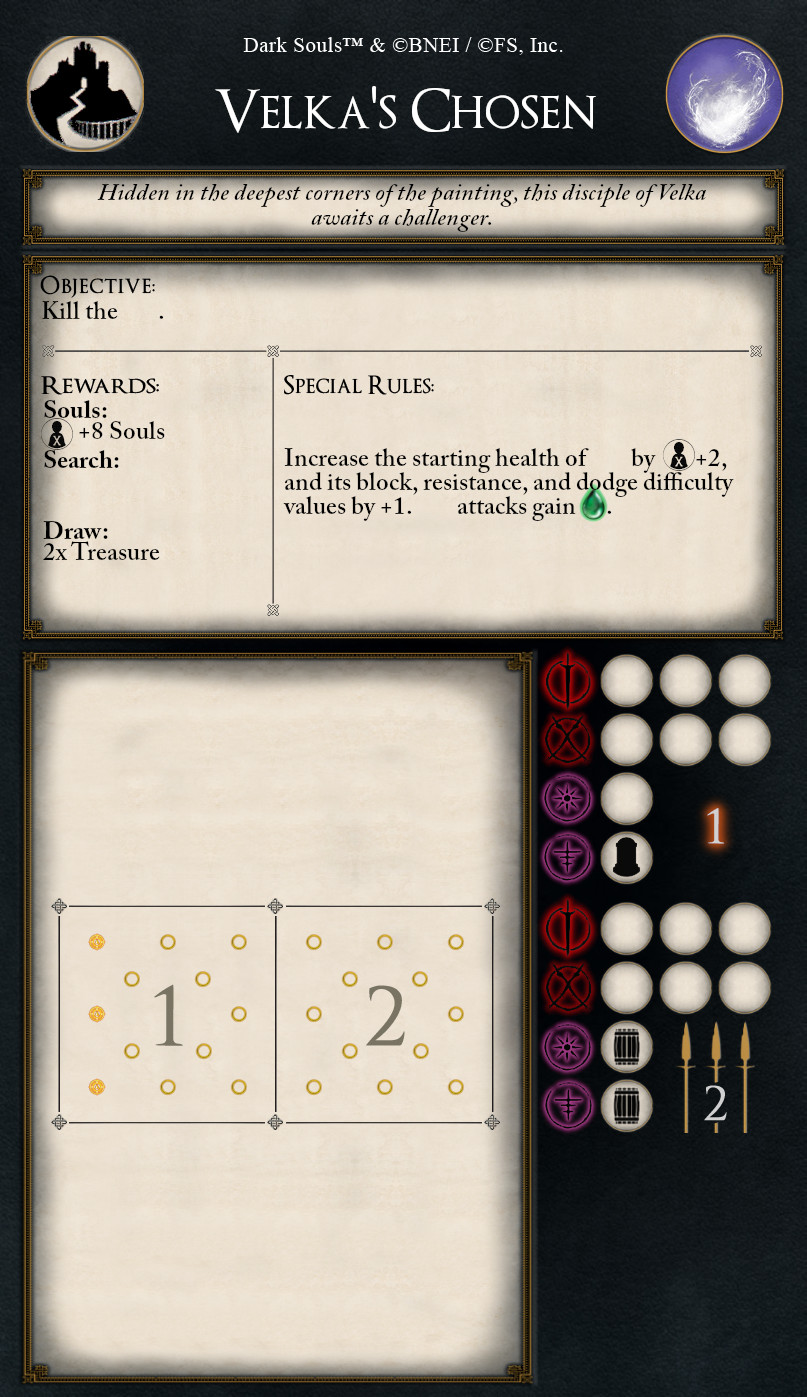 Dark Souls™ & ©BNEI / ©FS, Inc.
Velka's Chosen
Hidden in the deepest corners of the painting, this disciple of Velka
awaits a challenger.
Objective:
Kill the .
Rewards:
Souls:
X +8 Souls
Search:
Draw:
2x Treasure
Special Rules:
Increase the starting health of by X +2,
and its block, resistance, and dodge difficulty
values by +1. attacks gain .
1
2
1
2